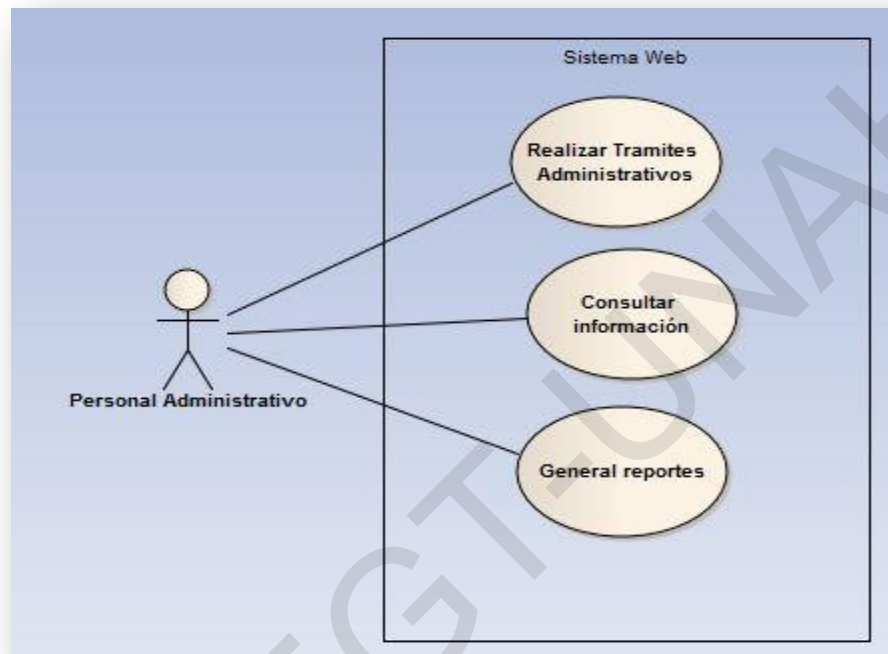 Sistema Web
Realizar Tramites
Administrativos
Consultar
información
Personal Administrativo
General reportes